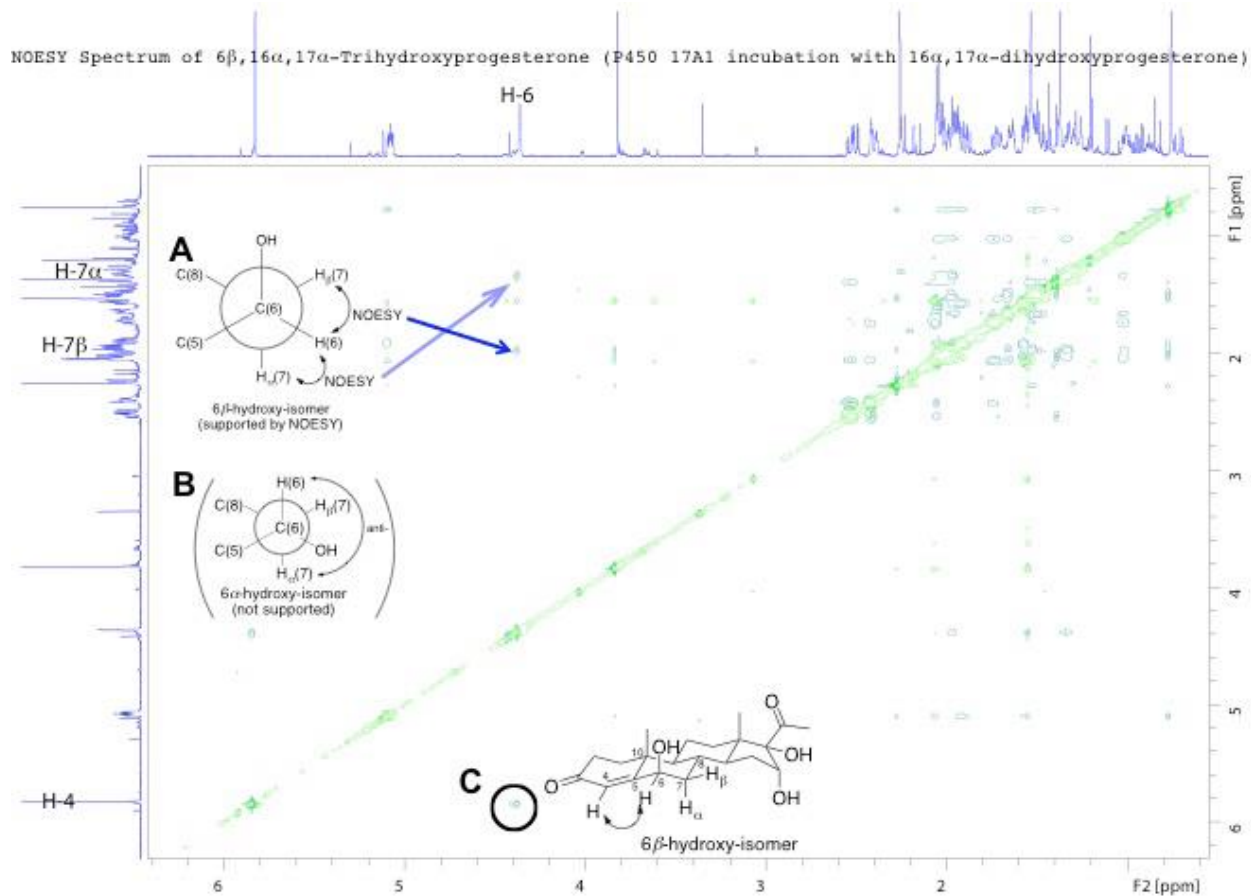 NOESY Spectrum of 6β,16α,17α-Trihydroxyprogesterone (P450 17A1 incubation with 16α,17α-dihydroxyprogesterone)
H-6
H-7α
H-7β
H-4
A
OH
C(8)
Hβ(7)
C(6)
NOESY
C(5)
H(6)
Hα(7)
NOESY
6β-hydroxy-isomer
(supported by NOESY)
B
H(6)
C(8)
Hβ(7)
C(6)
anti-
C(5)
OH
Hα(7)
6α-hydroxy-isomer
(not supported)
C
O
OH
OH
10
8
O
4
5
6
7
Hβ
H
H
Hα
OH
6β-hydroxy-isomer
F1 [ppm]
1
2
3
4
5
6
6
5
4
3
2
F2 [ppm]